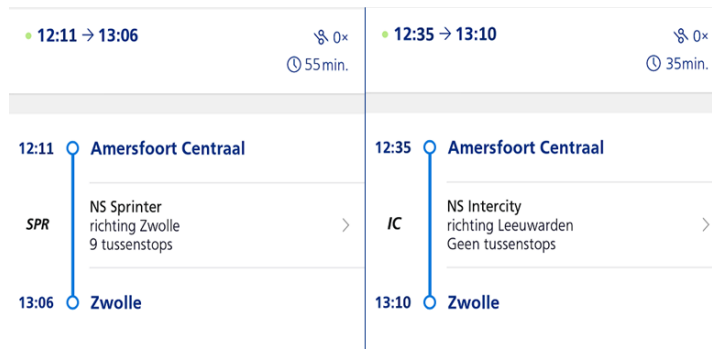 12:11 → 13:06
0×
55 min.
12:11 Amersfoort Centraal
SPR
NS Sprinter
richting Zwolle
9 tussenstops
13:06 Zwolle
12:35 → 13:10
0×
35min.
12:35 Amersfoort Centraal
IC
NS Intercity
richting Leeuwarden
Geen tussenstops
13:10 Zwolle